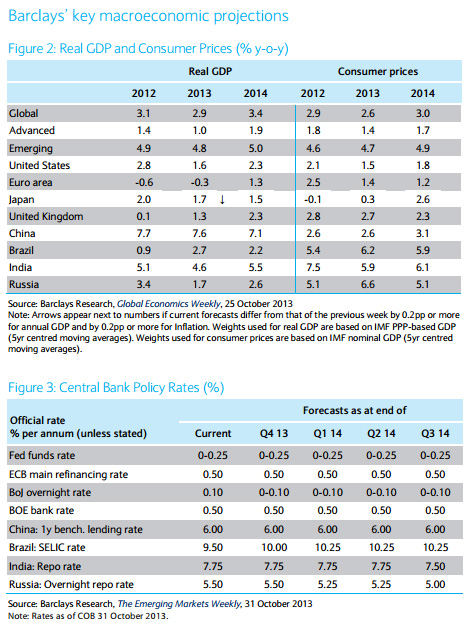 Barclays' key macroeconomic projections
Figure 2: Real GDP and Consumer Prices (% y-o-y)
Real GDP Consumer prices
2012 2013 2014 2012 2013 2014
Global 3.1 2.9 3.4 2.9 2.6 3.0
Advanced 1.4 1.0 1.9 1.8 1.4 1.7
Emerging 4.9 4.8 5.0 4.6 4.7 4.9
United States 2.8 1.6 2.3 2.1 1.5 1.8
Euro area -0.6 -0.3 1.3 2.5 1.4 1.2
Japan 2.0 1.7 ↓ 1.5 -0.1 0.3 2.6
United Kingdom 0.1 1.3 2.3 2.8 2.7 2.3
China 7.7 7.6 7.1 2.6 2.6 3.1
Brazil 0.9 2.7 2.2 5.4 6.2 5.9
India 5.1 4.6 5.5 7.5 5.9 6.1
Russia 3.4 1.7 2.6 5.1 6.6 5.1
Source: Barclays Research, Global Economics Weekly, 25 October 2013
Note: Arrows appear next to numbers if current forecasts differ from that of the previous week by 0.2pp or more
for annual GDP and by 0.2pp or more for Inflation. Weights used for real GDP are based on IMF PPP-based GDP
(5yr centred moving averages). Weights used for consumer prices are based on IMF nominal GDP (5yr centred
moving averages).
Figure 3: Central Bank Policy Rates (%)
Official rate Forecasts as at end of
% per annum (unless stated) Current Q4 13 Q1 14 Q2 14 Q3 14
Fed funds rate 0-0.25 0-0.25 0-0.25 0-0.25 0-0.25
ECB main refinancing rate 0.50 0.50 0.50 0.50 0.50
BoJ overnight rate 0.10 0-0.10 0-0.10 0-0.10 0-0.10
BOE bank rate 0.50 0.50 0.50 0.50 0.50
China: 1y bench. lending rate 6.00 6.00 6.00 6.00 6.00
Brazil: SELIC rate 9.50 10.00 10.25 10.25 10.25
India: Repo rate 7.75 7.75 7.75 7.75 7.50
Russia: Overnight repo rate 5.50 5.50 5.25 5.25 5.00
Source: Barclays Research, The Emerging Markets Weekly, 31 October 2013
Note: Rates as of COB 31 October 2013.